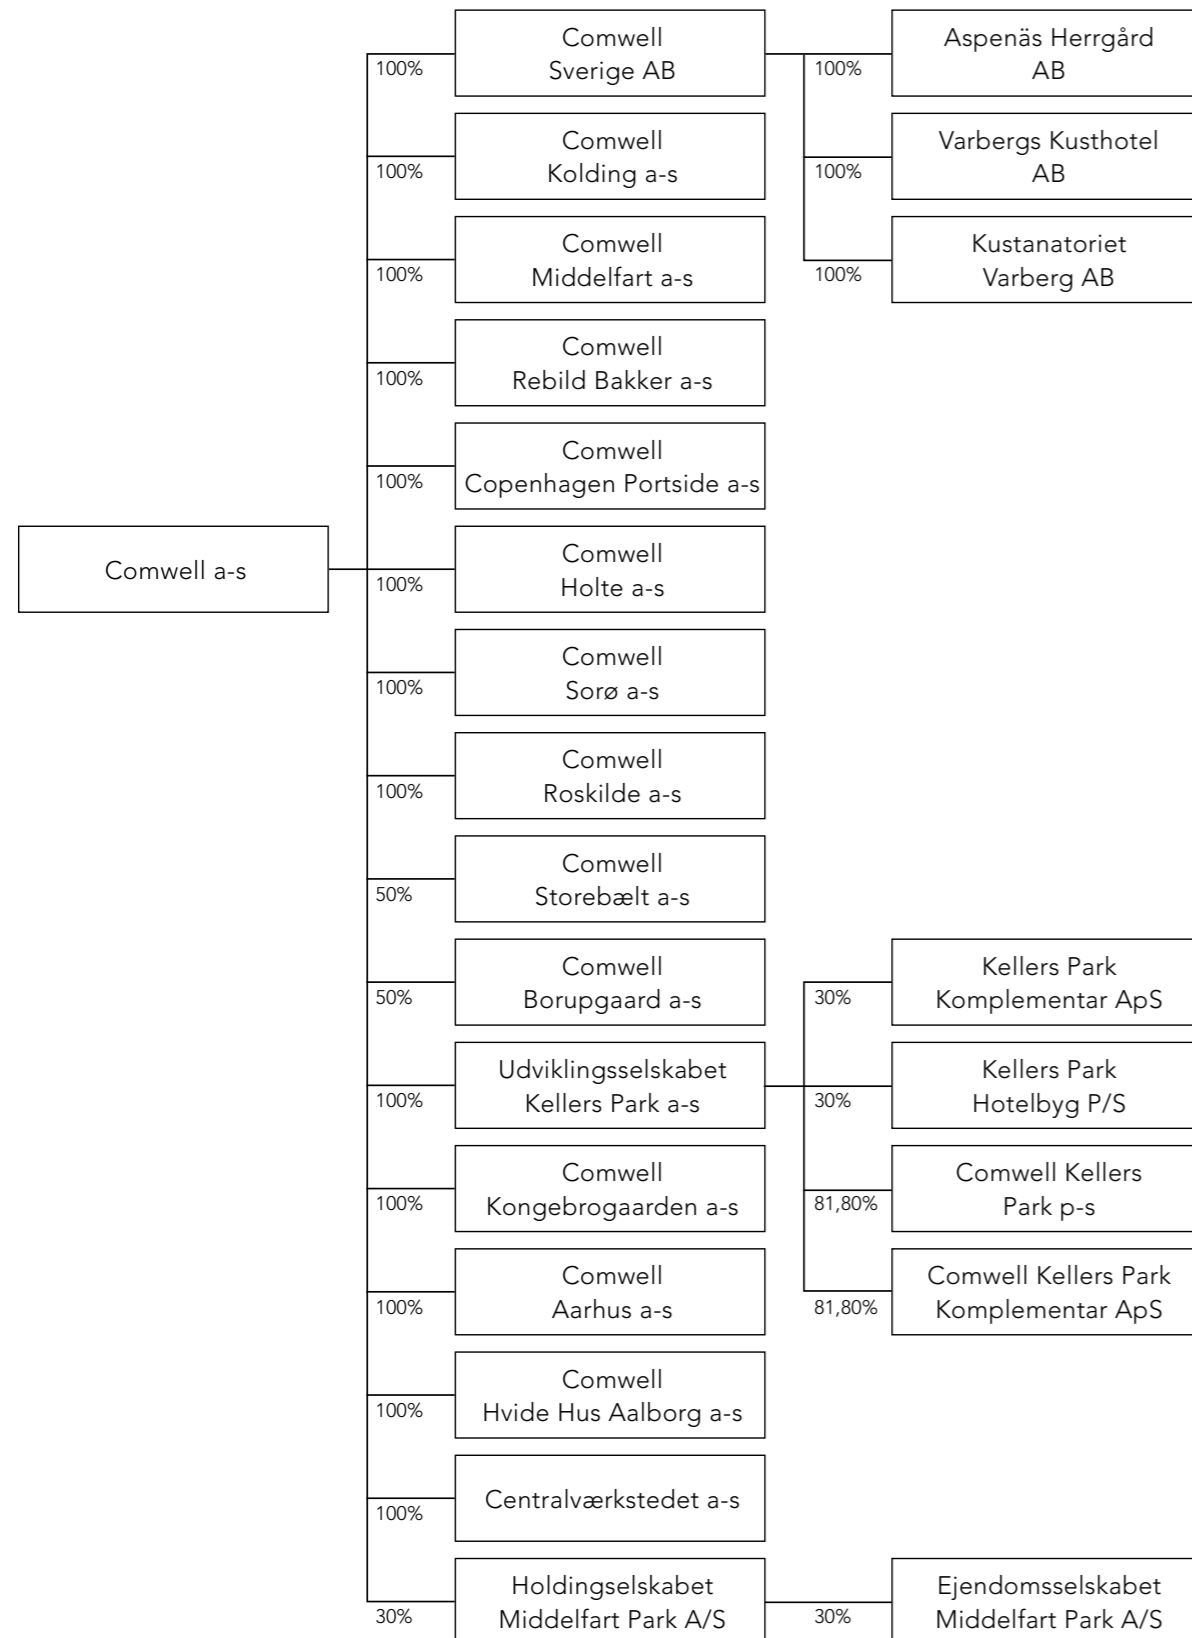 Comwell
Sverige AB
100%
Aspenäs Herrgård
AB
100%
Comwell
Kolding a-s
100%
Varbergs Kusthotel
AB
100%
Comwell
Middelfart a-s
100%
Kustanatoriet
Varberg AB
100%
Comwell
Rebild Bakker a-s
100%
Comwell
Copenhagen Portside a-s
100%
Comwell a-s
Comwell
Holte a-s
100%
Comwell
Sorø a-s
100%
Comwell
Roskilde a-s
100%
Comwell
Storebælt a-s
50%
Comwell
Borupgaard a-s
50%
Kellers Park
Komplementar ApS
30%
Udviklingsselskabet
Kellers Park a-s
100%
Kellers Park
Hotelbyg P/S
30%
Comwell
Kongebrogaarden a-s
100%
Comwell Kellers
Park p-s
81,80%
Comwell
Aarhus a-s
100%
Comwell Kellers Park
Komplementar ApS
81,80%
Comwell
Hvide Hus Aalborg a-s
100%
Centralværkstedet a-s
100%
Holdingselskabet
Middelfart Park A/S
30%
Ejendomsselskabet
Middelfart Park A/S
30%